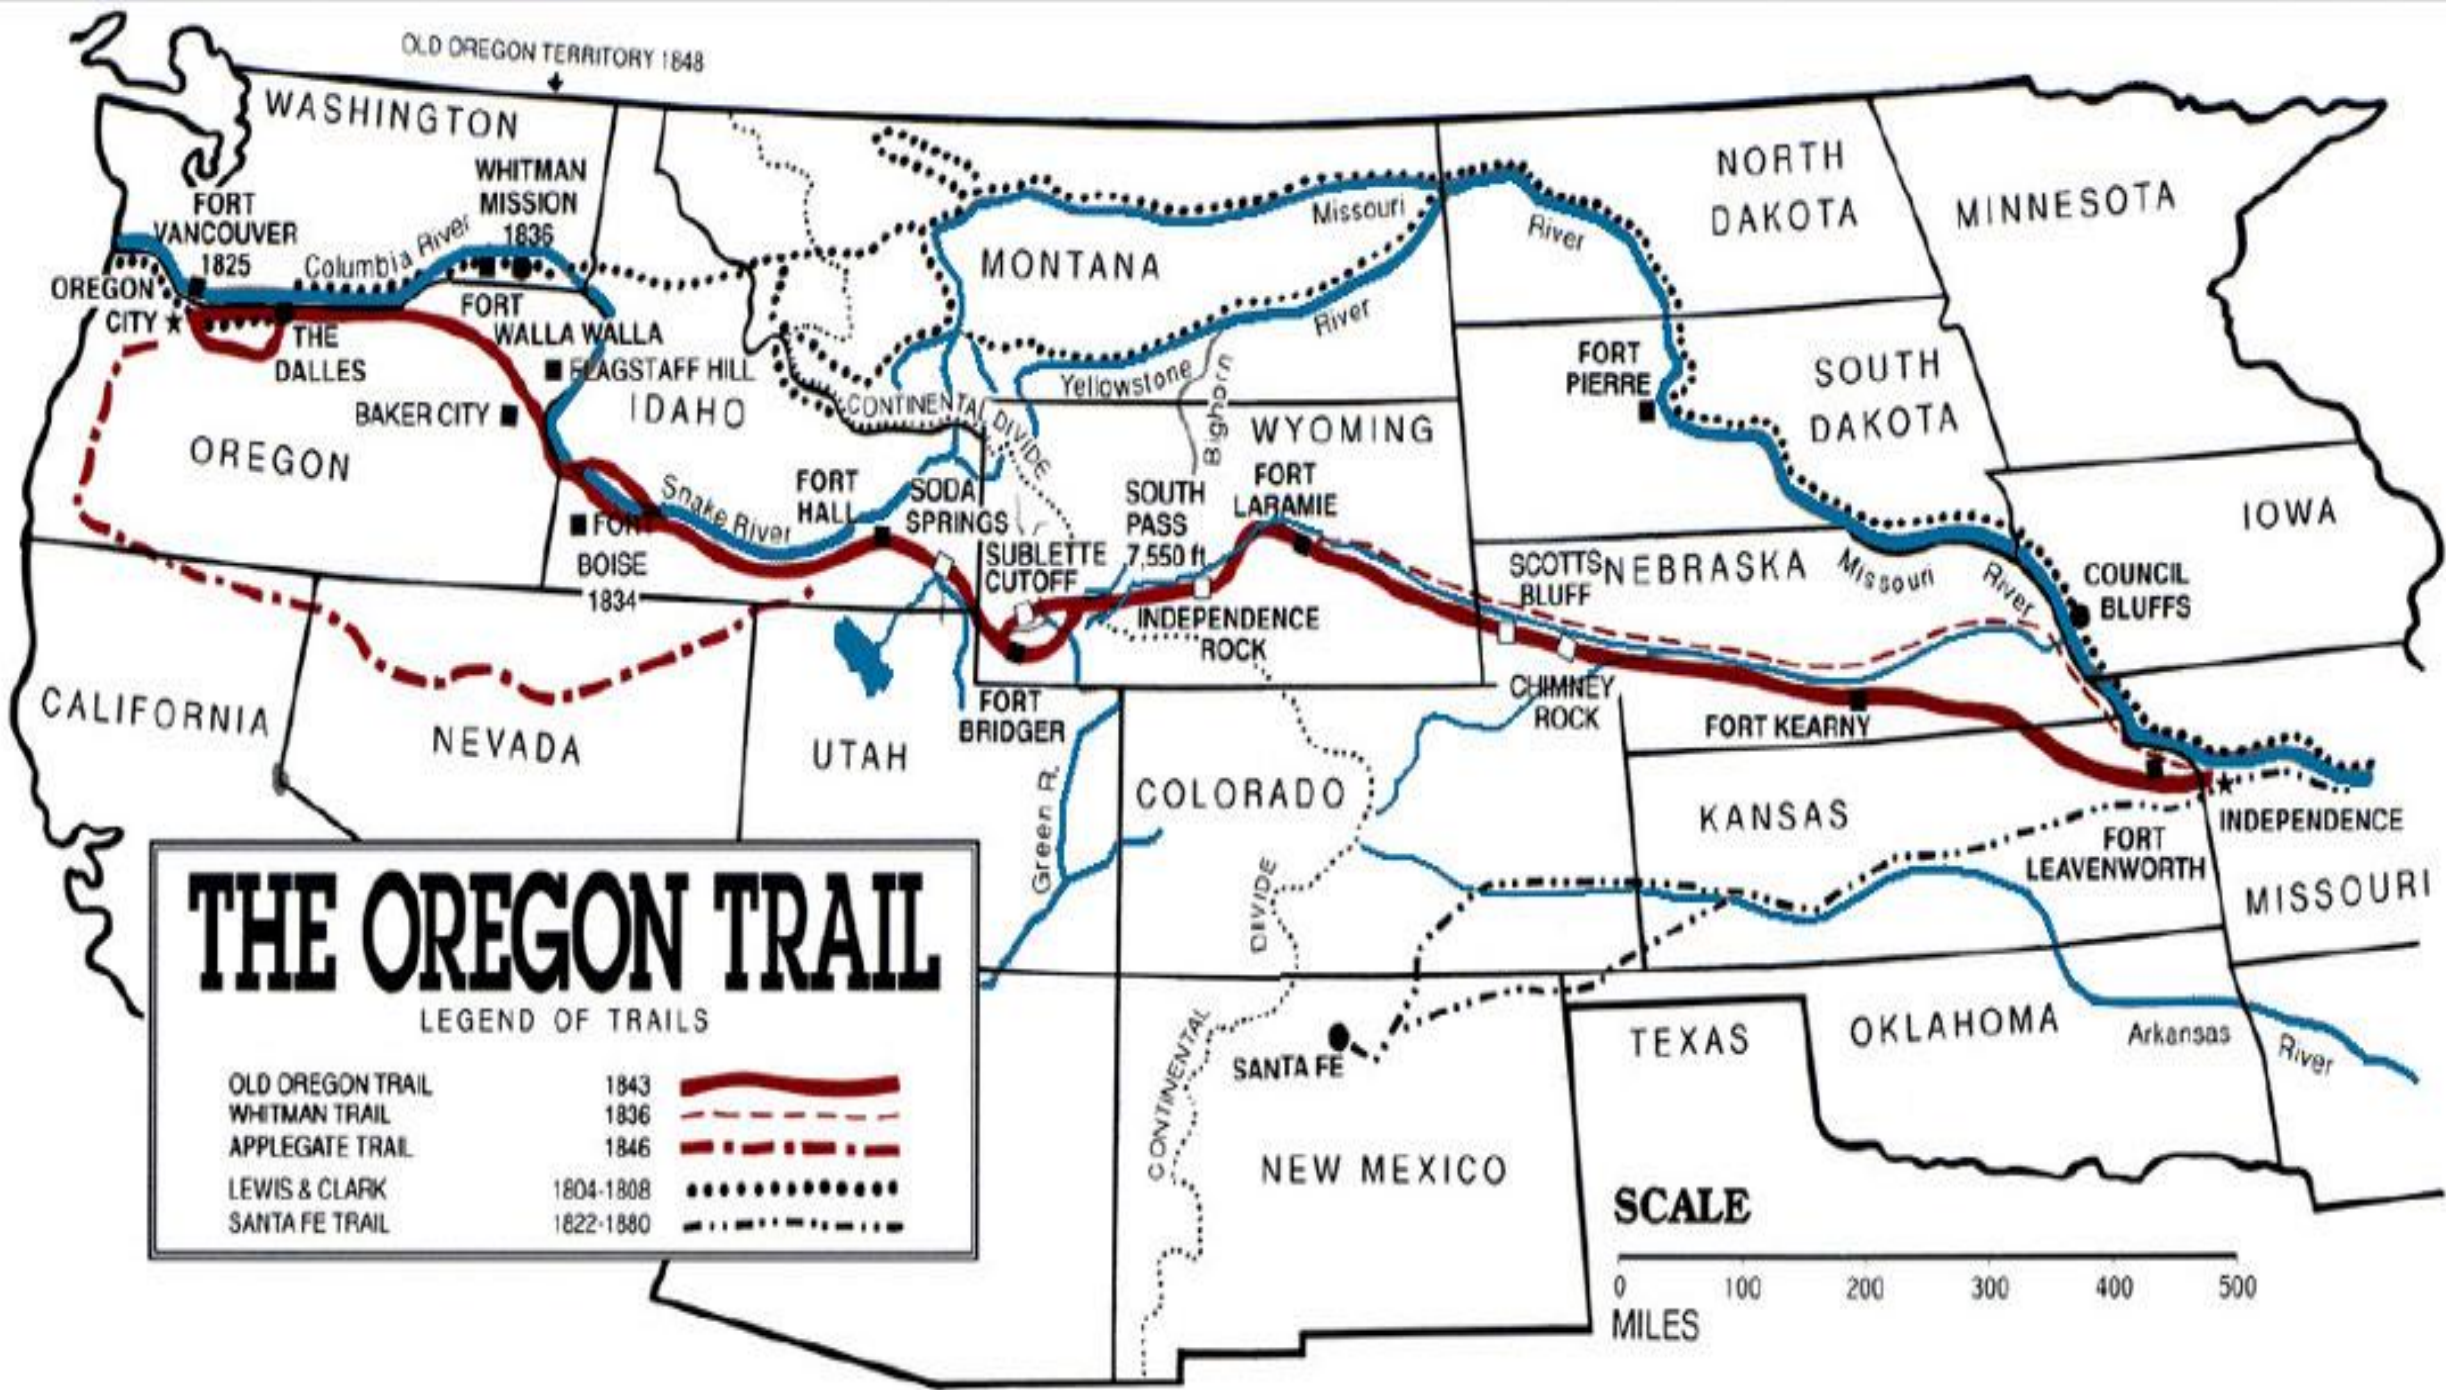 OLD OREGON TERRITORY 1848
WASHINGTON
WHITMAN
MISSION
1836
FORT
VANCOUVER
1825
Columbia River
OREGON
CITY
THE
DALLES
FORT
WALLA WALLA
FLAGSTAFF HILL
BAKER CITY
IDAHO
OREGON
MONTANA
Missouri
River
Yellowstone
River
Bighorn
CONTINENTAL DIVIDE
NORTH
DAKOTA
MINNESOTA
FORT
PIERRE
SOUTH
DAKOTA
WYOMING
IOWA
Snake River
FORT
HALL
SODA
SPRINGS
FORT
BOISE
1834
SUBLETTE
CUTOFF
SOUTH
PASS
7,550 ft
FORT
LARAMIE
INDEPENDENCE
ROCK
SCOTTS
BLUFF
NEBRASKA
Missouri
River
COUNCIL
BLUFFS
CHIMNEY
ROCK
FORT KEARNY
FORT
BRIDGER
CALIFORNIA
NEVADA
UTAH
Green R.
COLORADO
KANSAS
FORT
LEAVENWORTH
INDEPENDENCE
MISSOURI
CONTINENTAL
DIVIDE
SANTA FE
NEW MEXICO
TEXAS
OKLAHOMA
Arkansas
River
THE OREGON TRAIL
LEGEND OF TRAILS
OLD OREGON TRAIL 1843
WHITMAN TRAIL 1836
APPLEGATE TRAIL 1846
LEWIS & CLARK 1804-1808
SANTA FE TRAIL 1822-1880
SCALE
0 100 200 300 400 500
MILES